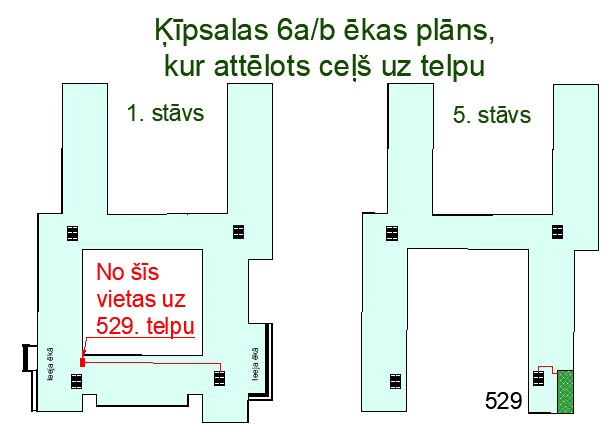 Ķīpsalas 6a/b ēkas plāns,
kur attēlots ceļš uz telpu
1. stāvs
5. stāvs
No šīs
vietas uz
529. telpu
Ieeja ēkā
Ieeja ēkā
529